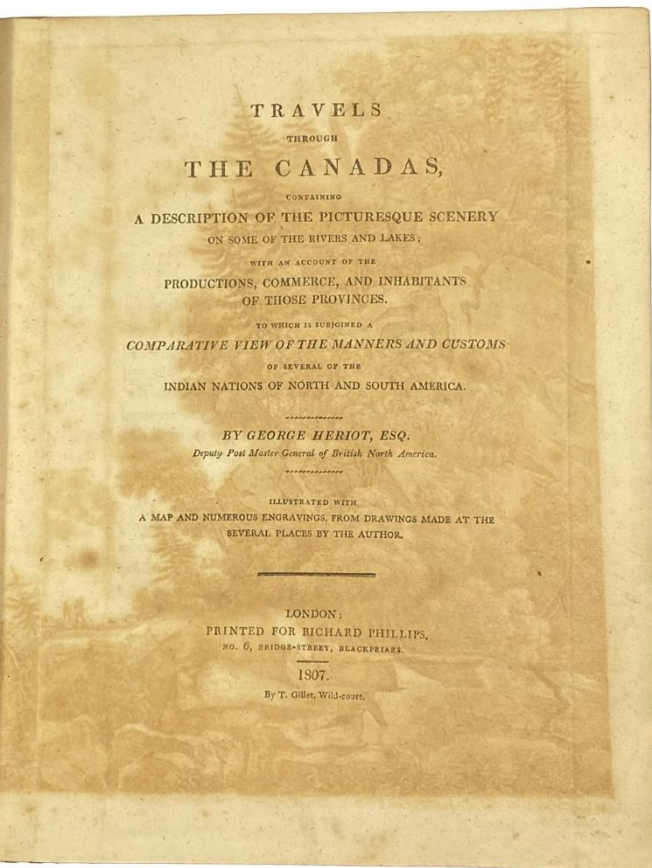 TRAVELS
THROUGH
THE CANADAS,
CONTAINING
A DESCRIPTION OF THE PICTURESQUE SCENERY
ON SOME OF THE RIVERS AND LAKES;
WITH AN ACCOUNT OF THE
PRODUCTIONS, COMMERCE, AND INHABITANTS
OF THOSE PROVINCES.
TO WHICH IS SUBJOINED A
COMPARATIVE VIEW OF THE MANNERS AND CUSTOMS
OF SEVERAL OF THE
INDIAN NATIONS OF NORTH AND SOUTH AMERICA.
BY GEORGE HERIOT, ESQ.
Deputy Post Master General of British North America.
ILLUSTRATED WITH
A MAP AND NUMEROUS ENGRAVINGS, FROM DRAWINGS MADE AT THE
SEVERAL PLACES BY THE AUTHOR.
LONDON:
PRINTED FOR RICHARD PHILLIPS,
NO. 6, BRIDGE-STREET, BLACKFRIARS.
1807.
By T. Gillet, Wild-court.